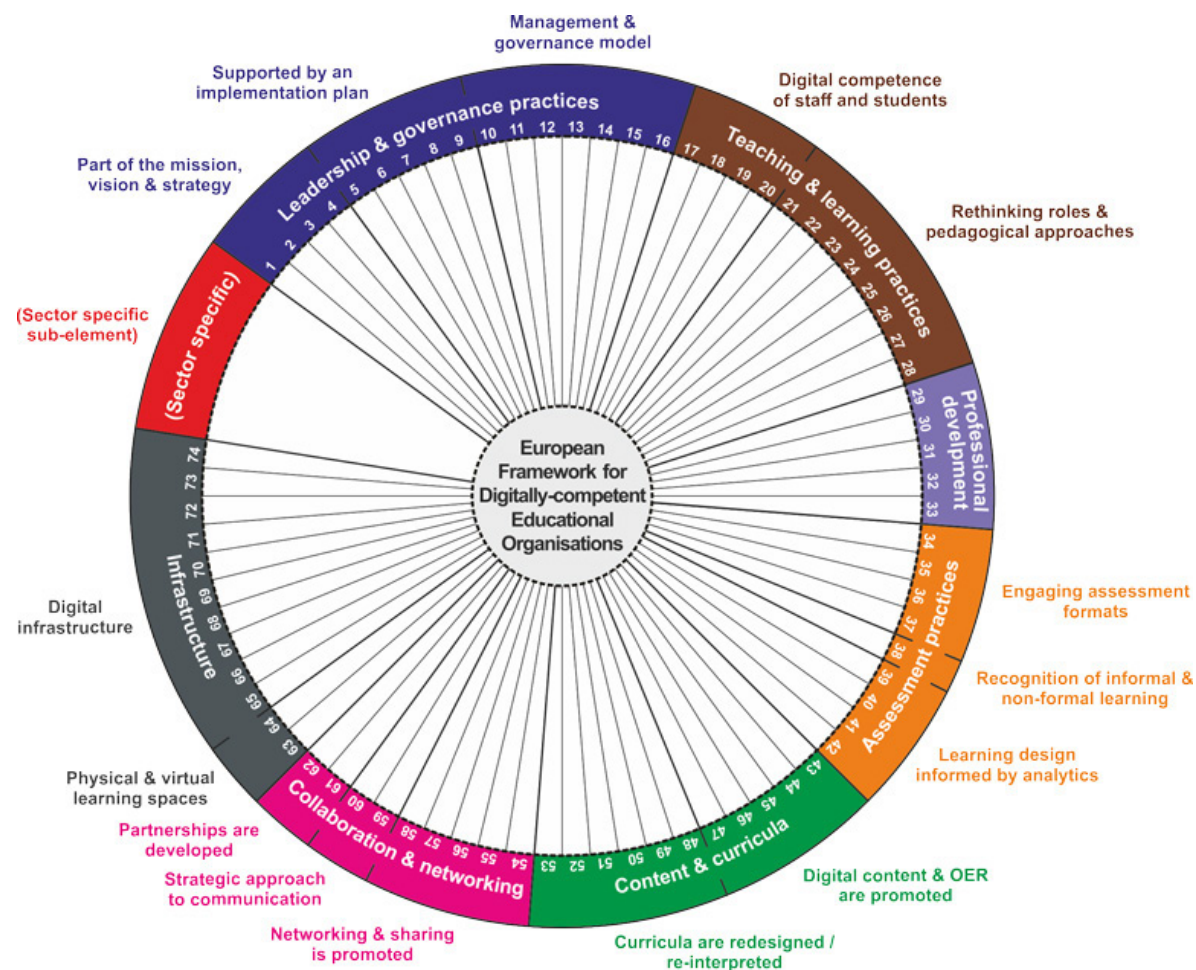 Management &
governance model
Supported by an
implementation plan
Digital competence
of staff and students
Part of the mission,
vision & strategy
Rethinking roles &
pedagogical approaches
(Sector specific
sub-element)
Leadership & governance practices
Teaching & learning practices
Professional
develpment
Assessment practices
Content & curricula
Collaboration & networking
Infrastructure
(Sector specific)
1
2
3
4
5
6
7
8
9
10
11
12
13
14
15
16
17
18
19
20
21
22
23
24
25
26
27
28
29
30
31
32
33
34
35
36
37
38
39
40
41
42
43
44
45
46
47
48
49
50
51
52
53
54
55
56
57
58
59
60
61
62
63
64
65
66
67
68
69
70
71
72
73
74
European
Framework for
Digitally-competent
Educational
Organisations
Engaging assessment
formats
Recognition of informal &
non-formal learning
Learning design
informed by analytics
Digital content & OER
are promoted
Curricula are redesigned /
re-interpreted
Networking & sharing
is promoted
Strategic approach
to communication
Partnerships are
developed
Physical & virtual
learning spaces
Digital
infrastructure